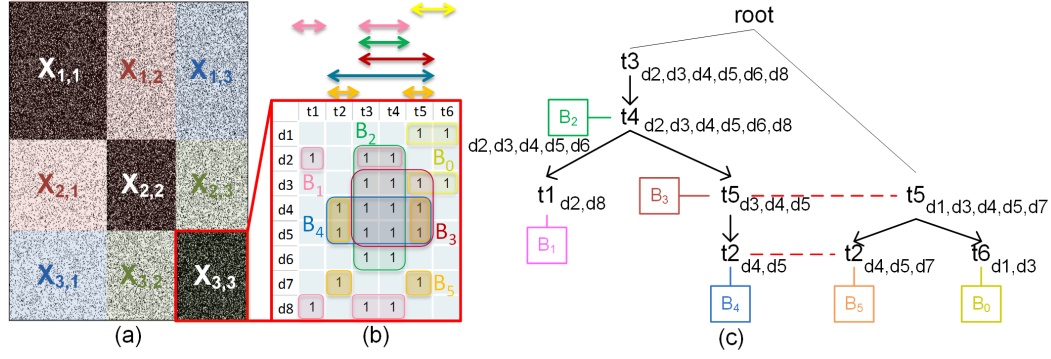 X1,1 X1,2 X1,3
X2,1 X2,2 X2,3
X3,1 X3,2 X3,3
(a)
t1 t2 t3 t4 t5 t6
d1 B2 1 1
d2 1 1 1 B0
d3 B1 1 1 1 1
d4 1 1 1 1
B4 B3
d5 1 1 1 1
d6 1 1
d7 1 1 B5
d8 1 1 1
(b)
root
t3
d2,d3,d4,d5,d6,d8
B2 t4
d2,d3,d4,d5,d6,d8
d2,d3,d4,d5,d6
t1 d2,d8
B3 t5 d3,d4,d5
t5 d1,d3,d4,d5,d7
B1
t2 d4,d5
t2 d4,d5,d7
t6 d1,d3
B4 B5 B0
(c)